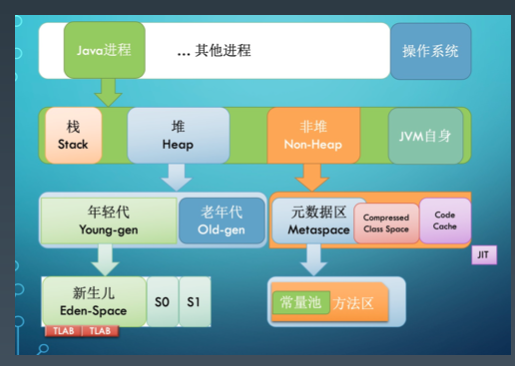 Java进程
... 其他进程
操作系统
栈
Stack
堆
Heap
非堆
Non-Heap
JVM自身
年轻代
Young-gen
老年代
Old-gen
元数据区
Metaspace
Compressed
Class Space
Code
Cache
JIT
新生儿
Eden-Space
S0
S1
TLAB
TLAB
常量池
方法区